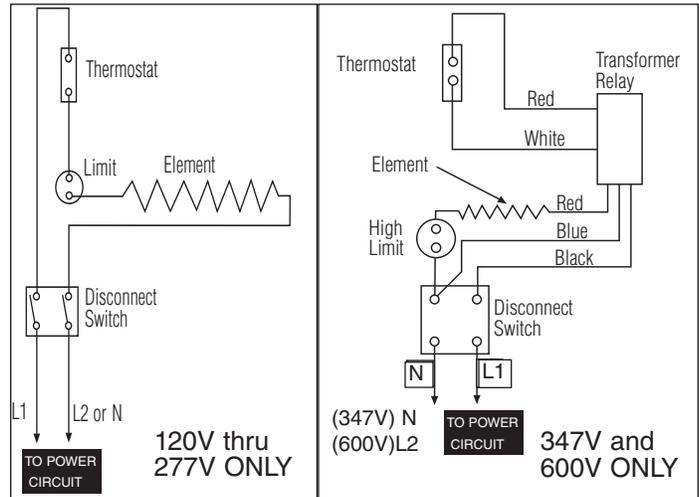 Thermostat
Limit
Element
Disconnect
Switch
L1
L2 or N
TO POWER
CIRCUIT
120V thru
277V ONLY
Thermostat
Transformer
Relay
Red
White
Element
Red
High
Limit
Blue
Black
Disconnect
Switch
N
L1
(347V) N
(600V)L2
TO POWER
CIRCUIT
347V and
600V ONLY